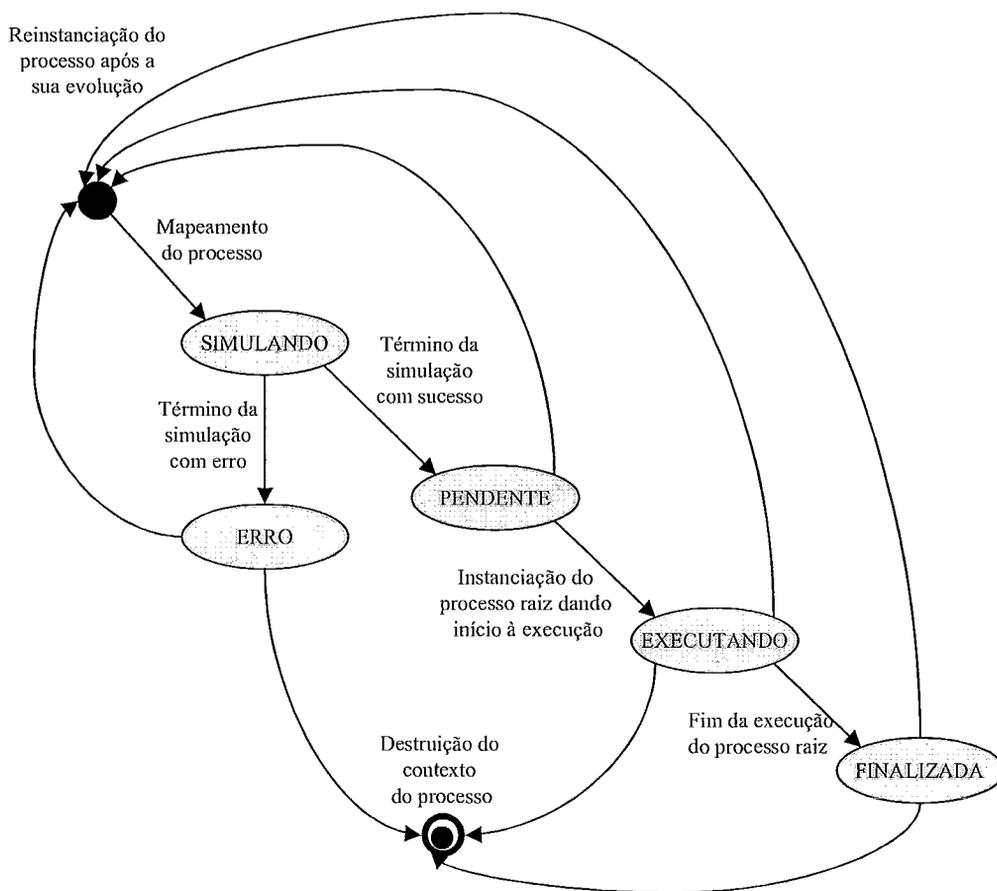 Reinstanciação do
processo após a
sua evolução
Mapeamento
do processo
SIMULANDO
Término da
simulação
com sucesso
Término da
simulação
com erro
PENDENTE
ERRO
Instanciação do
processo raiz dando
início à execução
EXECUTANDO
Fim da execução
do processo raiz
Destruição do
contexto
do processo
FINALIZADA